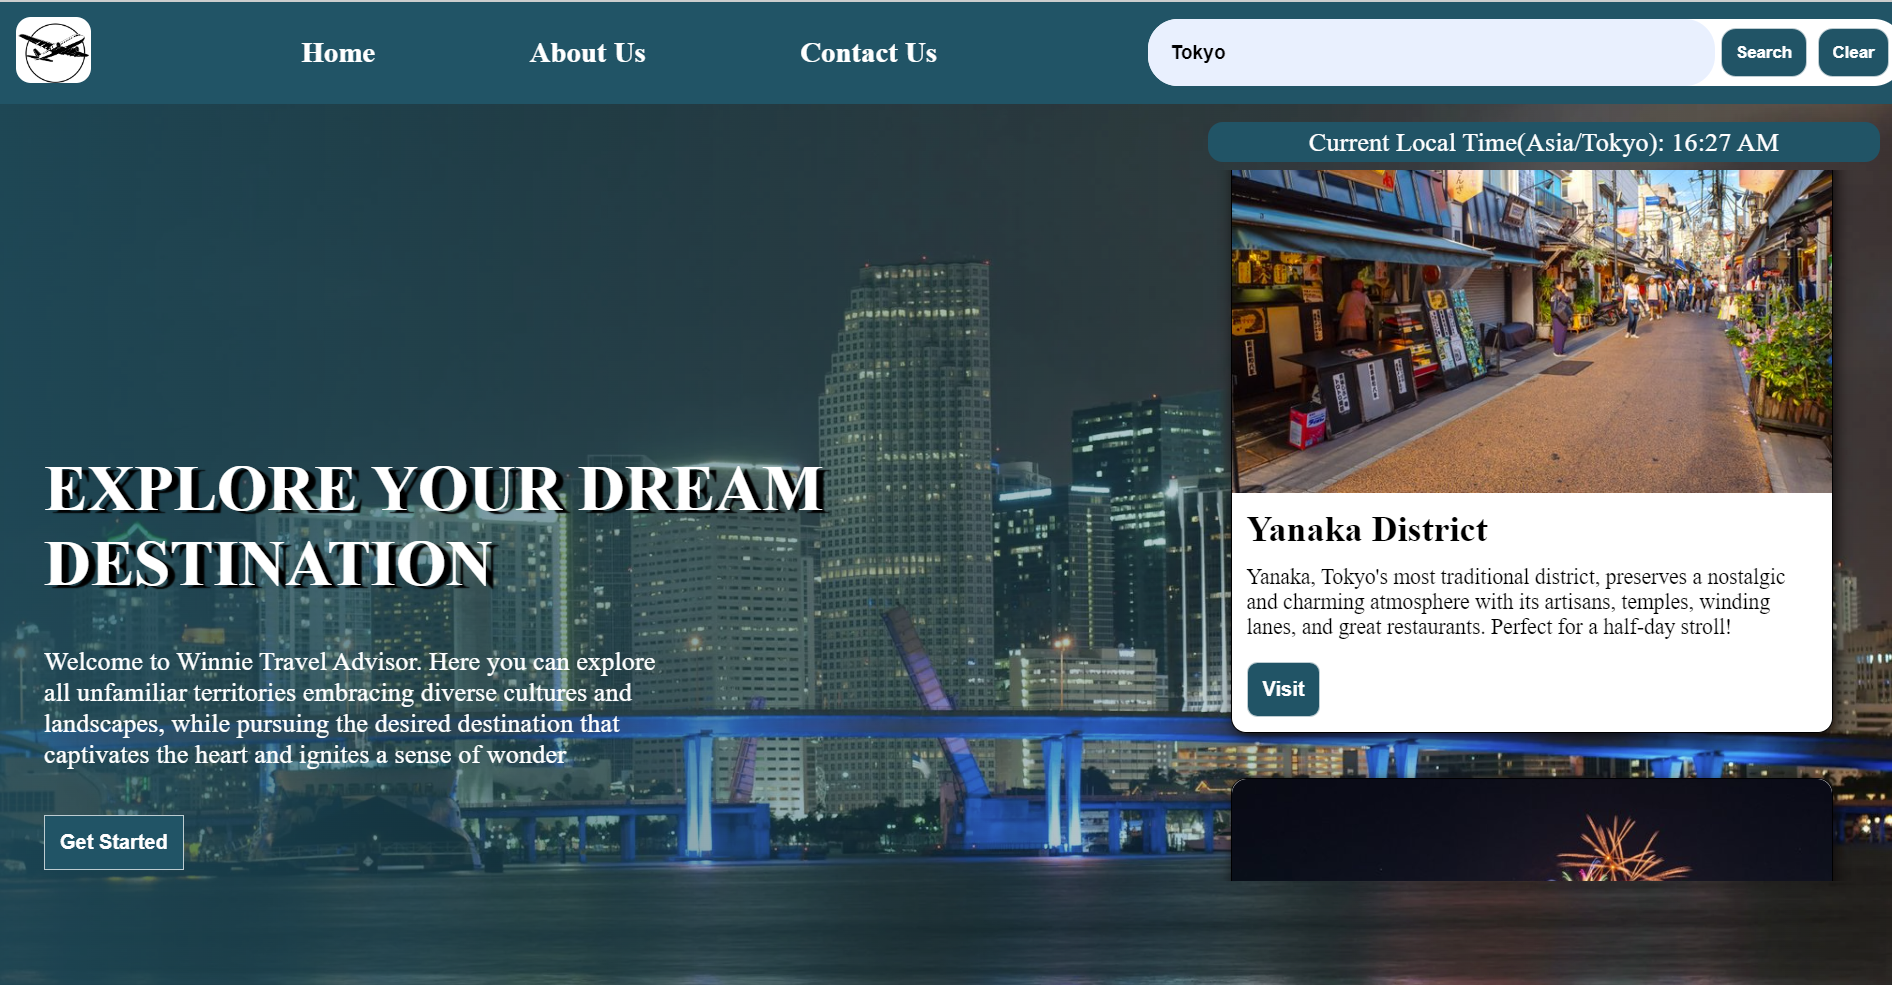 Home
About Us
Contact Us
Tokyo
Search
Clear
Current Local Time(Asia/Tokyo): 16:27 AM
EXPLORE YOUR DREAM
DESTINATION
Welcome to Winnie Travel Advisor. Here you can explore
all unfamiliar territories embracing diverse cultures and
landscapes, while pursuing the desired destination that
captivates the heart and ignites a sense of wonder
Get Started
Yanaka District
Yanaka, Tokyo's most traditional district, preserves a nostalgic
and charming atmosphere with its artisans, temples, winding
lanes, and great restaurants. Perfect for a half-day stroll!
Visit